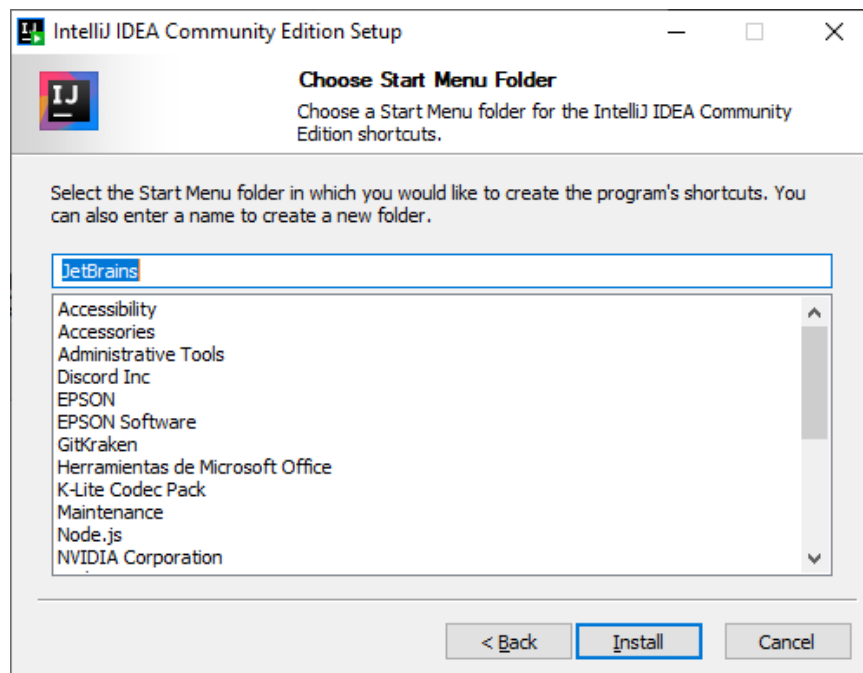 IntelliJ IDEA Community Edition Setup
IJ
Choose Start Menu Folder
Choose a Start Menu folder for the IntelliJ IDEA Community
Edition shortcuts.
Select the Start Menu folder in which you would like to create the program's shortcuts. You
can also enter a name to create a new folder.
JetBrains
Accessibility
Accessories
Administrative Tools
Discord Inc
EPSON
EPSON Software
GitKraken
Herramientas de Microsoft Office
K-Lite Codec Pack
Maintenance
Node.js
NVIDIA Corporation
< Back
Install
Cancel